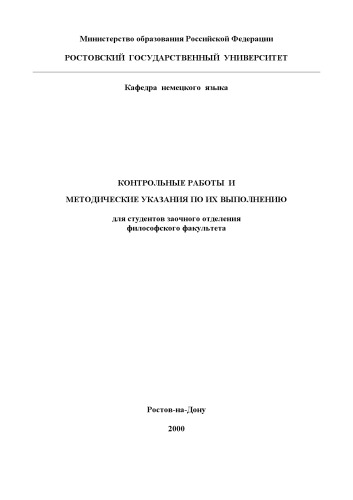 Министерство образования Российской Федерации
РОСТОВСКИЙ ГОСУДАРСТВЕННЫЙ УНИВЕРСИТЕТ
Кафедра немецкого языка
КОНТРОЛЬНЫЕ РАБОТЫ И
МЕТОДИЧЕСКИЕ УКАЗАНИЯ ПО ИХ ВЫПОЛНЕНИЮ
для студентов заочного отделения
философского факультета
Ростов-на-Дону
2000